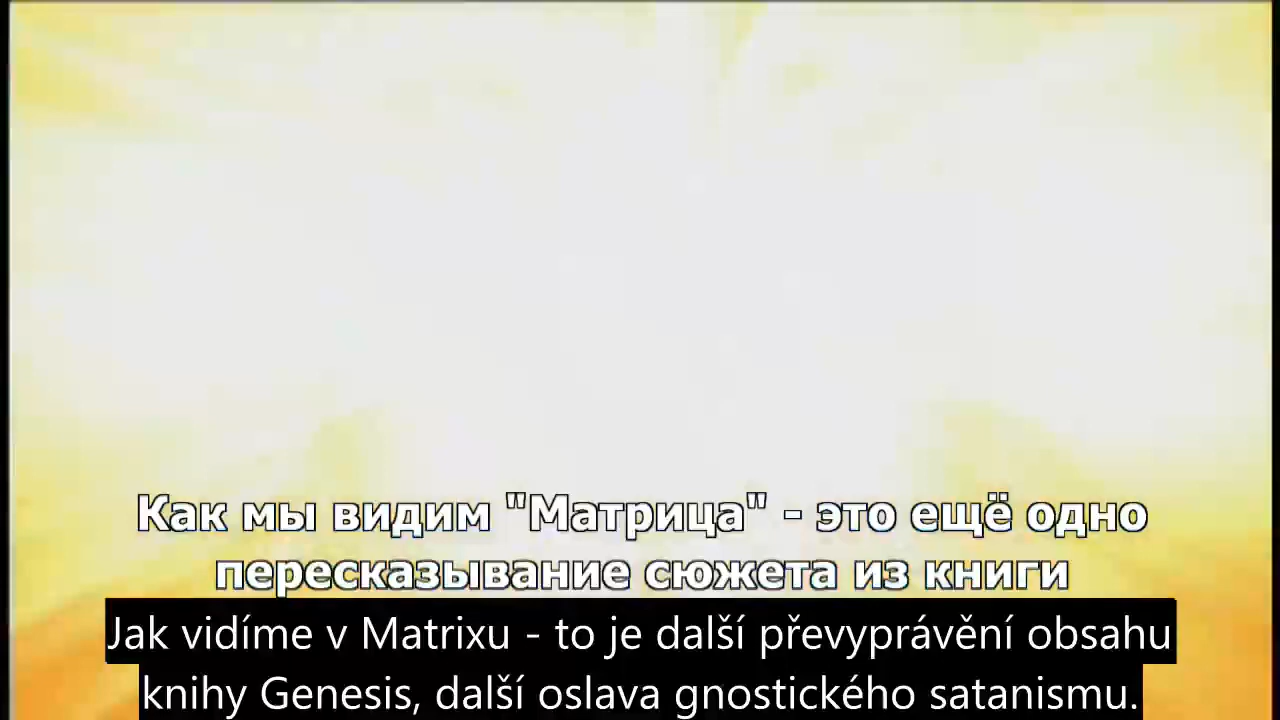 Как мы видим "Матрица" - это ещё одно
пересказывание сюжета из книги
Jak vidíme v Matrixu - to je další převyprávění obsahu
knihy Genesis, další oslava gnostického satanismu.